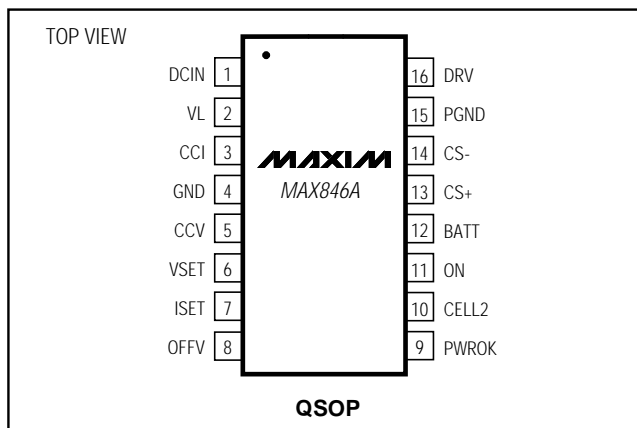 TOP VIEW
DCIN 1
VL 2
CCI 3
GND 4
CCV 5
VSET 6
ISET 7
OFFV 8
MAXIM
MAX846A
16 DRV
15 PGND
14 CS-
13 CS+
12 BATT
11 ON
10 CELL2
9 PWROK
QSOP